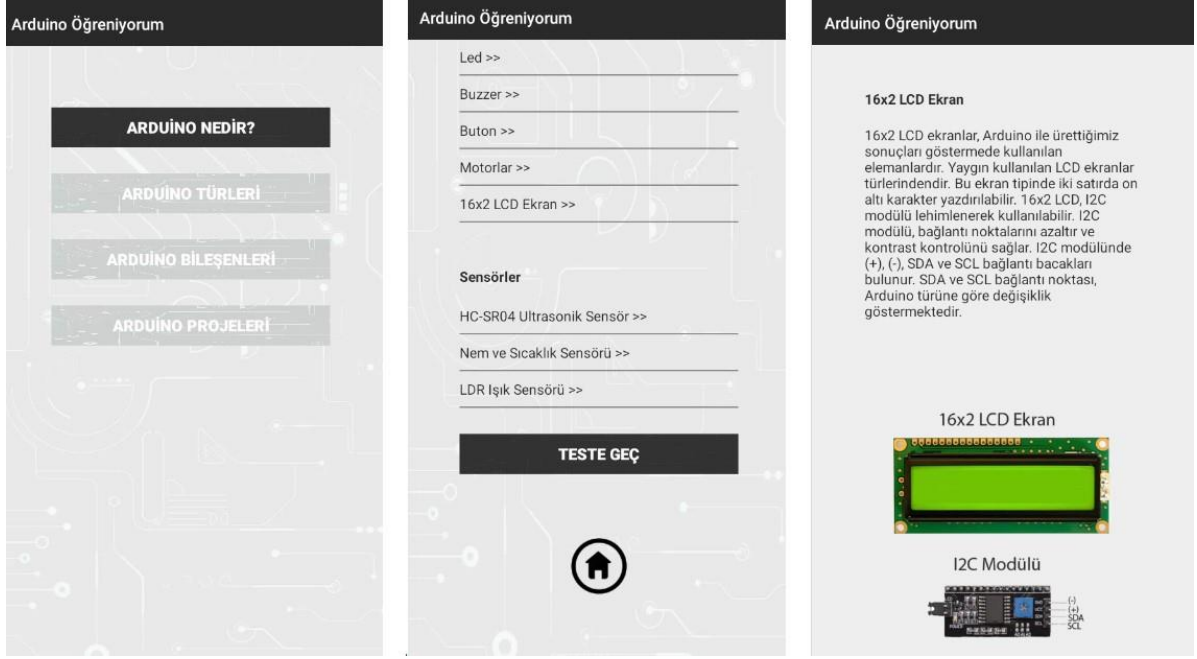 Arduino Öğreniyorum
ARDUİNO NEDİR?
ARDUİNO TÜRLERİ
ARDUİNO BİLEŞENLERİ
ARDUİNO PROJELERİ
Arduino Öğreniyorum
Led >>
Buzzer >>
Buton >>
Motorlar >>
16x2 LCD Ekran >>
Sensörler
HC-SR04 Ultrasonik Sensör >>
Nem ve Sıcaklık Sensörü >>
LDR Işık Sensörü >>
TESTE GEÇ
Arduino Öğreniyorum
16x2 LCD Ekran
16x2 LCD ekranlar, Arduino ile ürettiğimiz
sonuçları göstermede kullanılan
elemanlardır. Yaygın kullanılan LCD ekranlar
türlerindendir. Bu ekran tipinde iki satırda on
altı karakter yazdırılabilir. 16x2 LCD, I2C
modülü lehimlenerek kullanılabilir. I2C
modülü, bağlantı noktalarını azaltır ve
kontrast kontrolünü sağlar. I2C modülünde
(+), (-), SDA ve SCL bağlantı bacakları
bulunur. SDA ve SCL bağlantı noktası,
Arduino türüne göre değişiklik
göstermektedir.
16x2 LCD Ekran
I2C Modülü
(-)
(+)
SDA
SCL